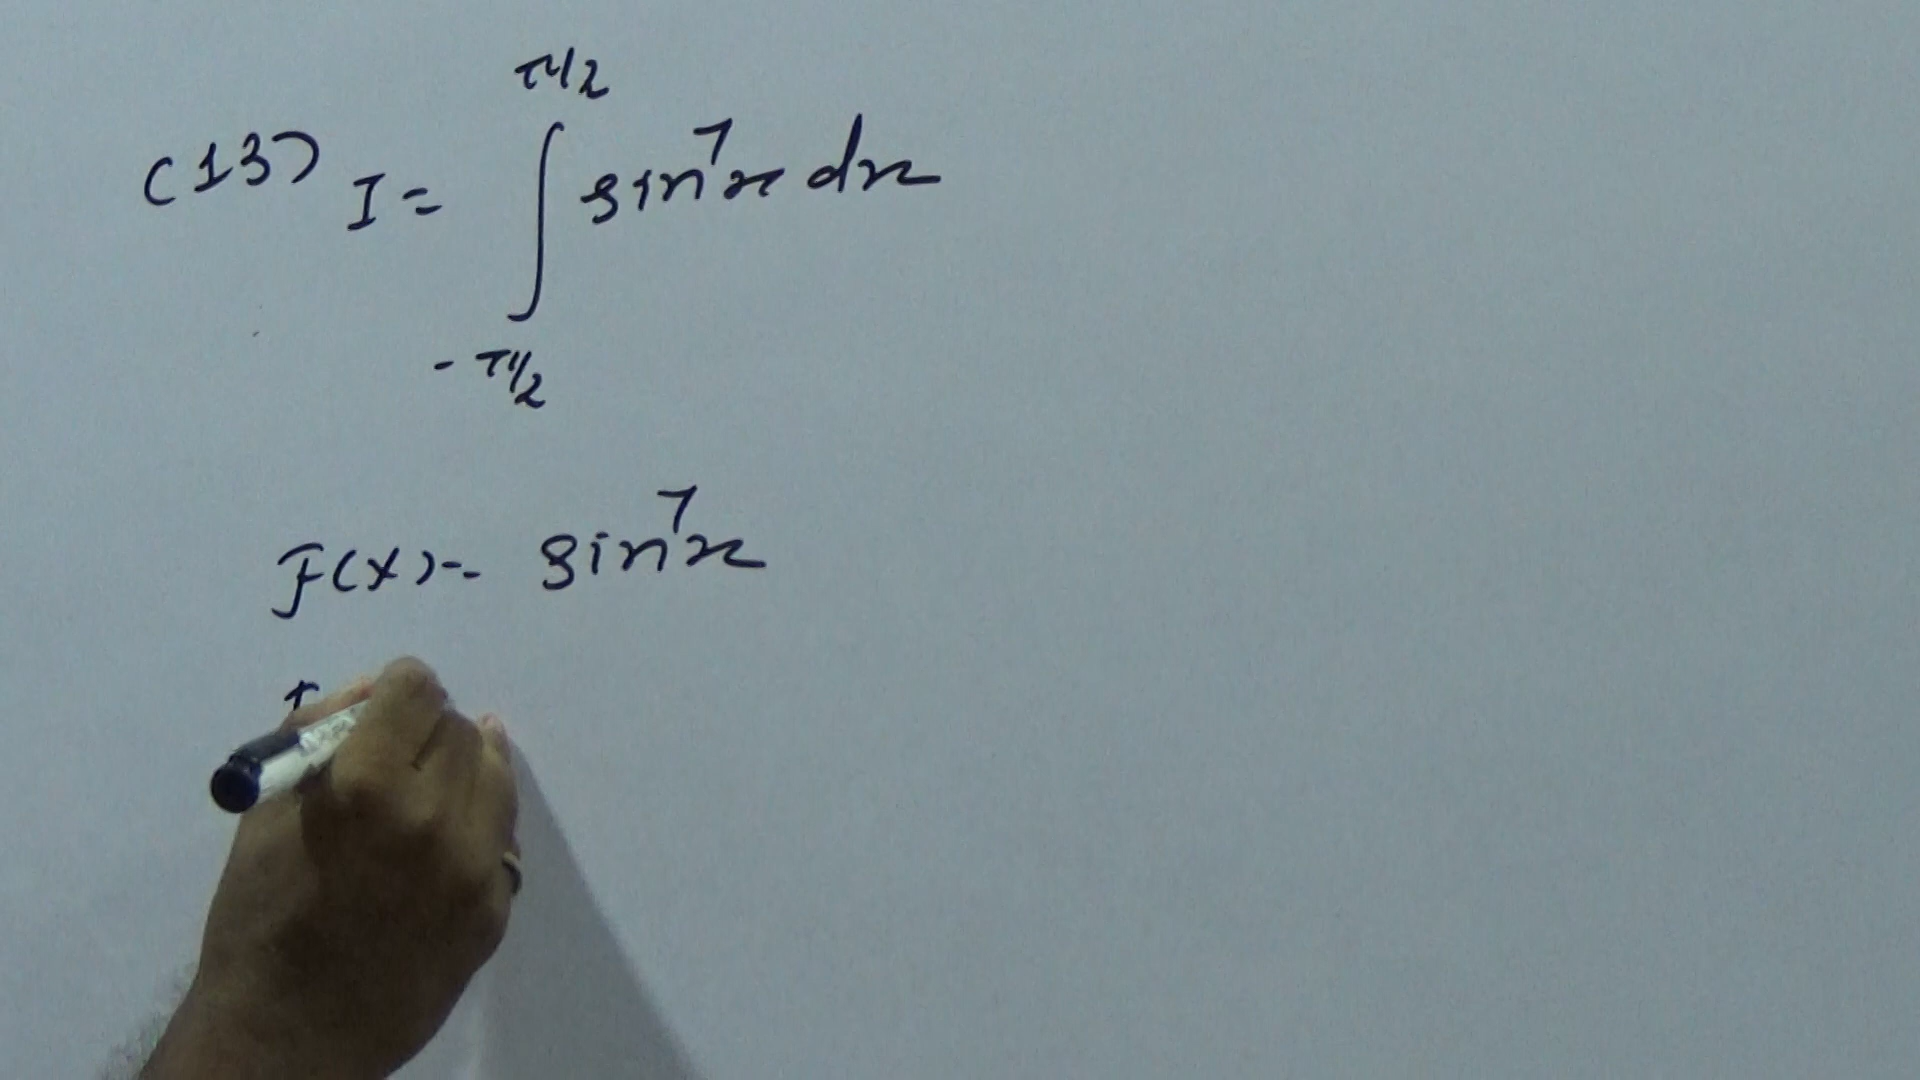 π/2
(13) I = ∫ sin⁷x dx
-π/2
f(x) = sin⁷x